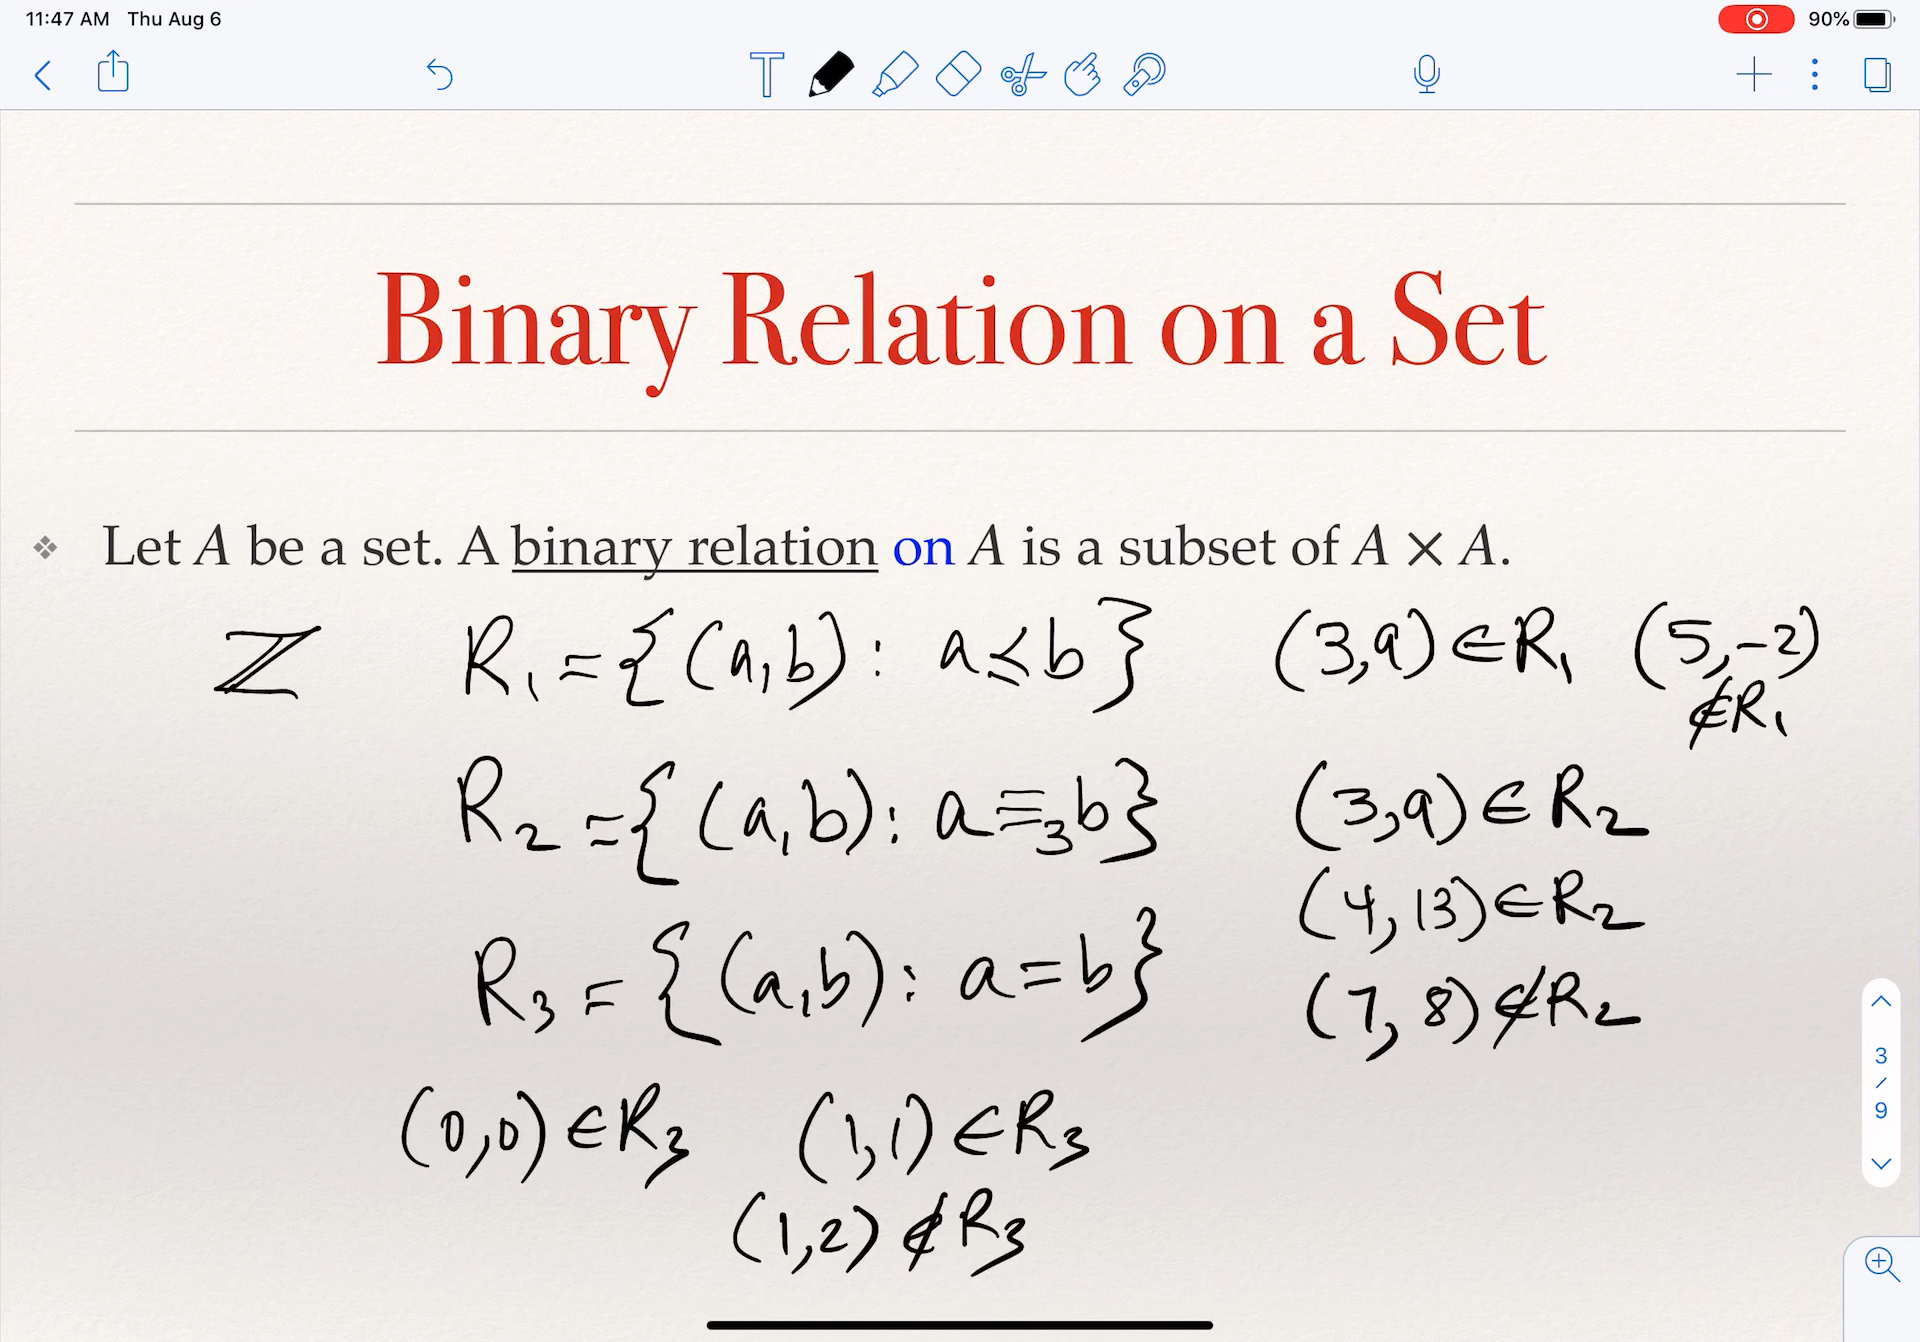 11:47 AM Thu Aug 6 90%
T
Binary Relation on a Set
❖ Let A be a set. A binary relation on A is a subset of A × A.
ℤ R₁ = {(a,b): a ≤ b} (3,9) ∈ R₁ (5,-2)
∉ R₁
R₂ = {(a,b): a ≡₃ b} (3,9) ∈ R₂
(4,13) ∈ R₂
R₃ = {(a,b): a = b}
(7,8) ∉ R₂
(0,0) ∈ R₃ (1,1) ∈ R₃
(1,2) ∉ R₃
3
/
9